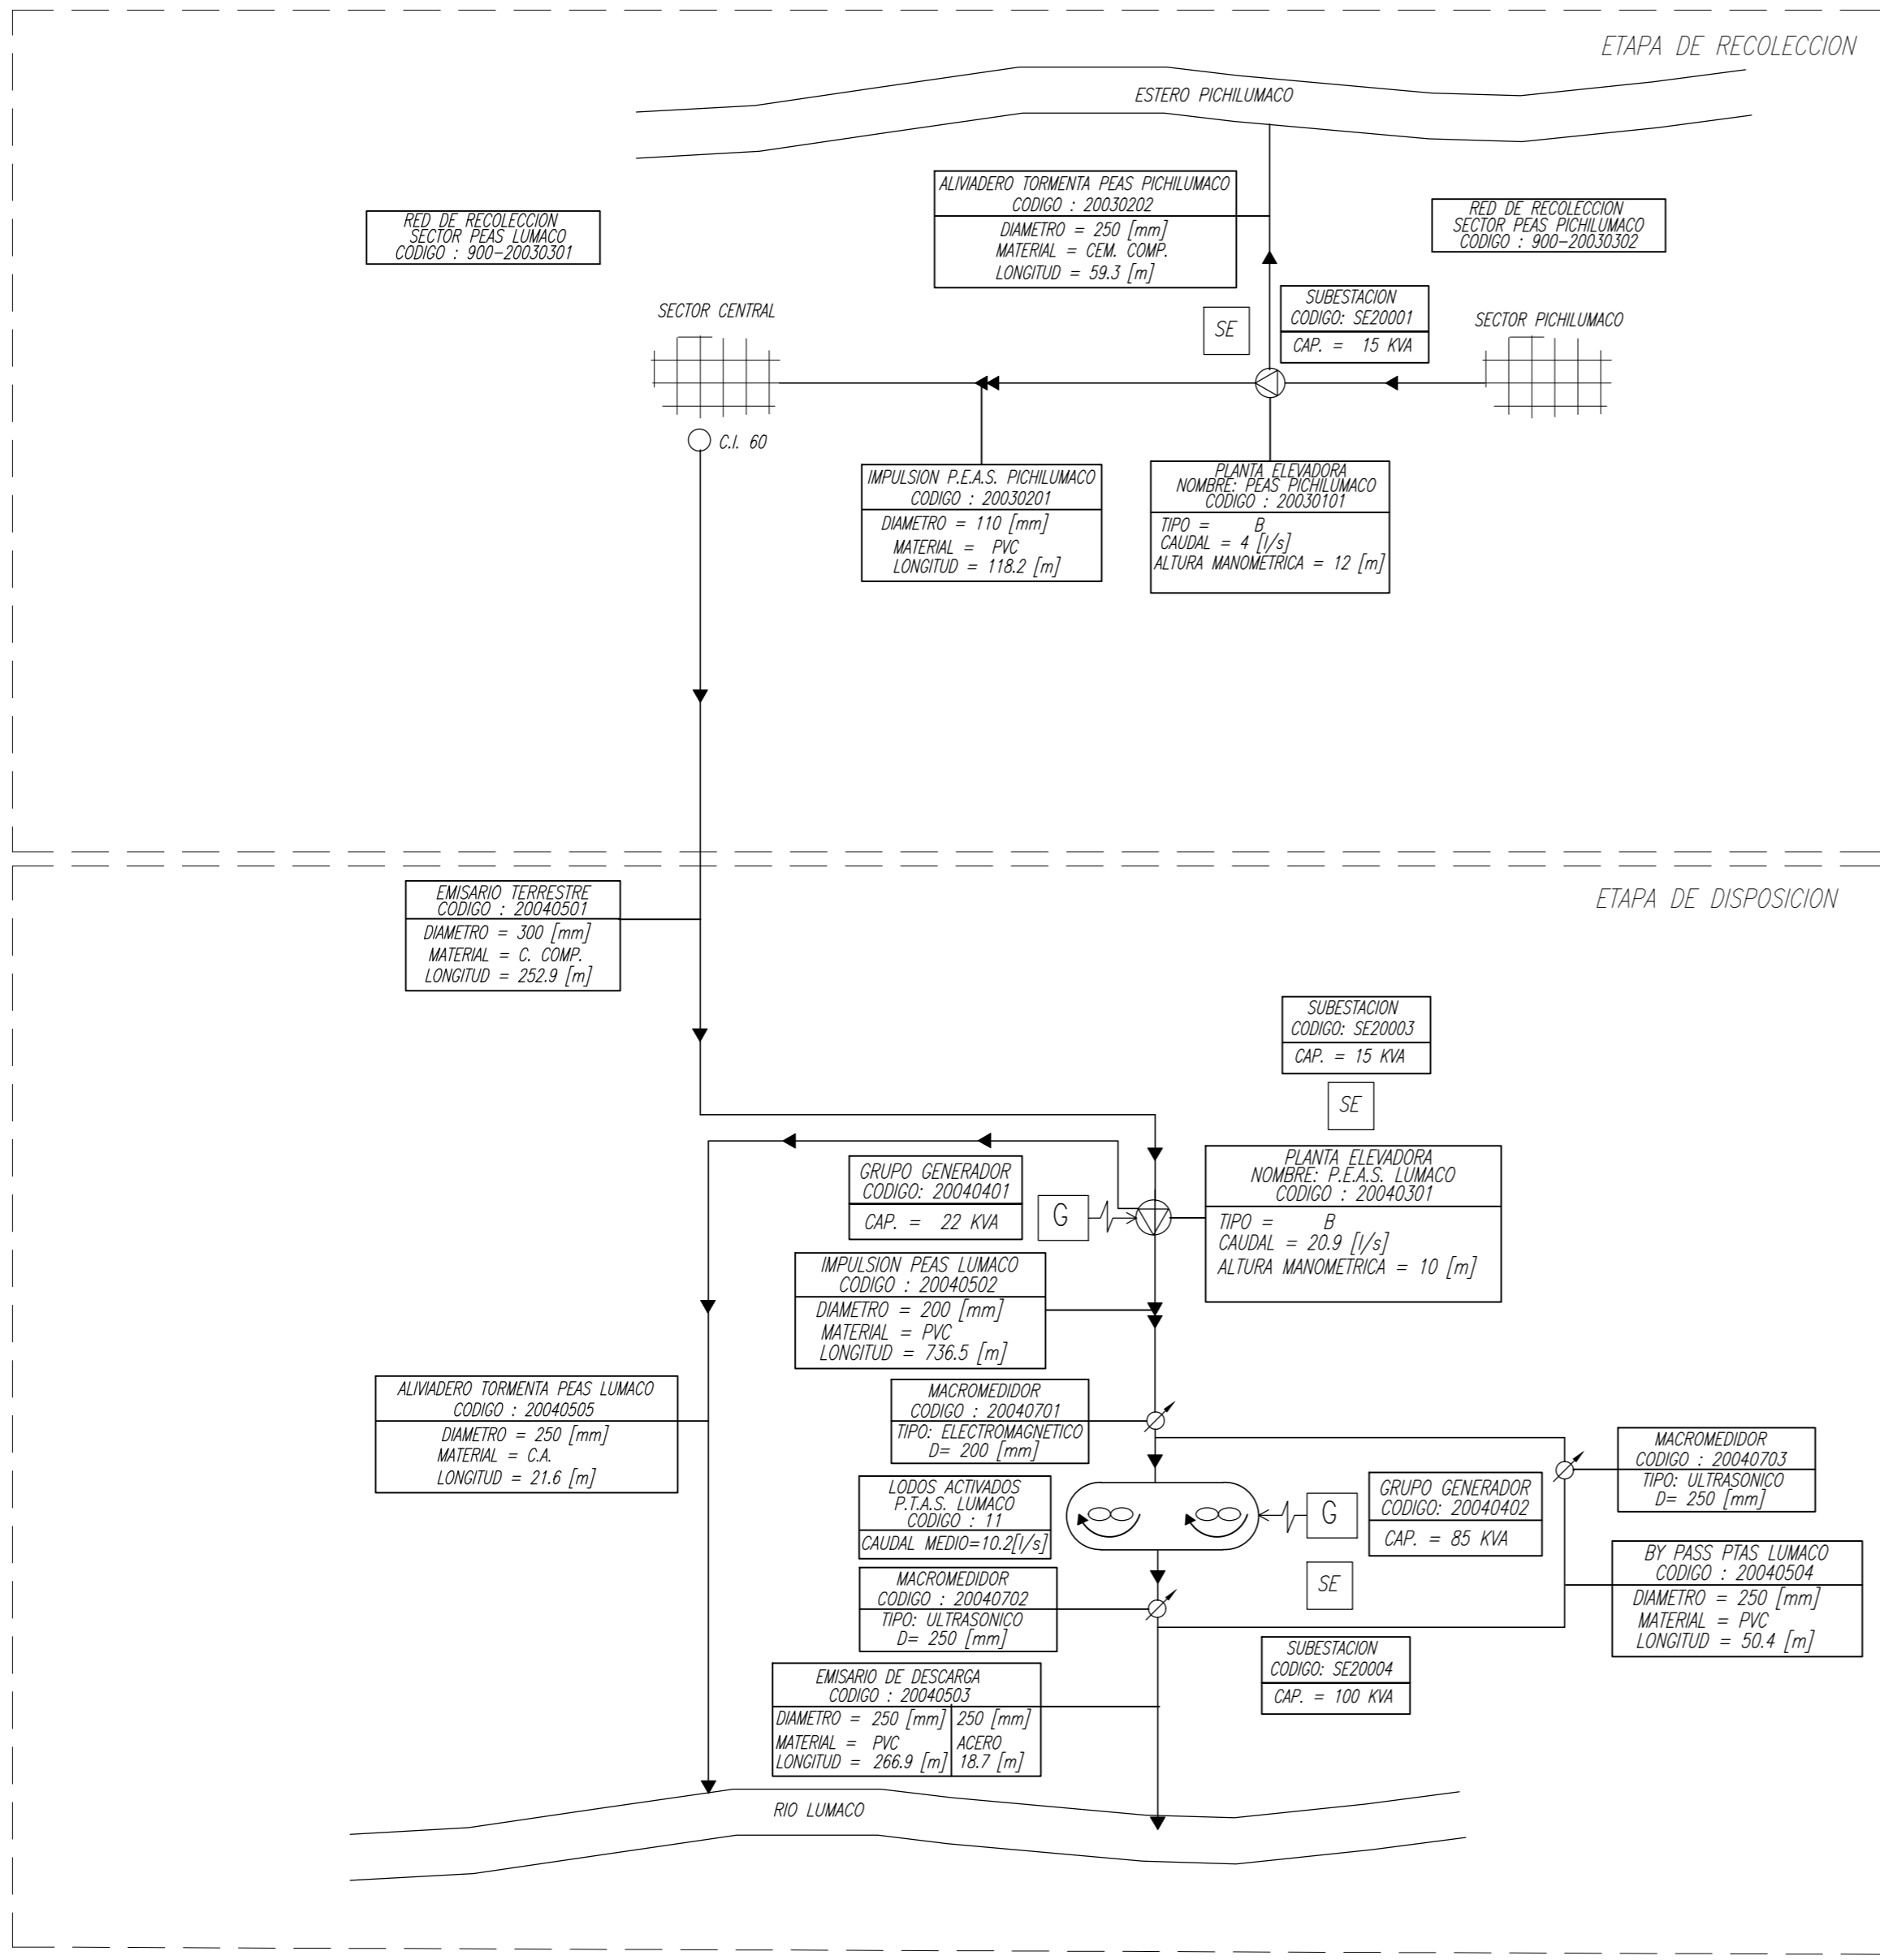 ETAPA DE RECOLECCION
ESTERO PICHILUMACO
ALIVIADERO TORMENTA PEAS PICHILUMACO
CODIGO : 20030202
DIAMETRO = 250 [mm]
MATERIAL = CEM. COMP.
LONGITUD = 59.3 [m]
RED DE RECOLECCION
SECTOR PEAS LUMACO
CODIGO : 900-20030301
RED DE RECOLECCION
SECTOR PEAS PICHILUMACO
CODIGO : 900-20030302
SUBESTACION
CODIGO: SE20001
CAP. = 15 KVA
SE
SECTOR CENTRAL
SECTOR PICHILUMACO
C.I. 60
IMPULSION P.E.A.S. PICHILUMACO
CODIGO : 20030201
DIAMETRO = 110 [mm]
MATERIAL = PVC
LONGITUD = 118.2 [m]
PLANTA ELEVADORA
NOMBRE: PEAS PICHILUMACO
CODIGO : 20030101
TIPO = B
CAUDAL = 4 [l/s]
ALTURA MANOMETRICA = 12 [m]
ETAPA DE DISPOSICION
EMISARIO TERRESTRE
CODIGO : 20040501
DIAMETRO = 300 [mm]
MATERIAL = C. COMP.
LONGITUD = 252.9 [m]
SUBESTACION
CODIGO: SE20003
CAP. = 15 KVA
SE
GRUPO GENERADOR
CODIGO: 20040401
CAP. = 22 KVA
G
PLANTA ELEVADORA
NOMBRE: P.E.A.S. LUMACO
CODIGO : 20040301
TIPO = B
CAUDAL = 20.9 [l/s]
ALTURA MANOMETRICA = 10 [m]
IMPULSION PEAS LUMACO
CODIGO : 20040502
DIAMETRO = 200 [mm]
MATERIAL = PVC
LONGITUD = 736.5 [m]
ALIVIADERO TORMENTA PEAS LUMACO
CODIGO : 20040505
DIAMETRO = 250 [mm]
MATERIAL = C.A.
LONGITUD = 21.6 [m]
MACROMEDIDOR
CODIGO : 20040701
TIPO: ELECTROMAGNETICO
D= 200 [mm]
MACROMEDIDOR
CODIGO : 20040703
TIPO: ULTRASONICO
D= 250 [mm]
LODOS ACTIVADOS
P.T.A.S. LUMACO
CODIGO : 11
CAUDAL MEDIO=10.2[l/s]
G
GRUPO GENERADOR
CODIGO: 20040402
CAP. = 85 KVA
BY PASS PTAS LUMACO
CODIGO : 20040504
DIAMETRO = 250 [mm]
MATERIAL = PVC
LONGITUD = 50.4 [m]
MACROMEDIDOR
CODIGO : 20040702
TIPO: ULTRASONICO
D= 250 [mm]
SE
SUBESTACION
CODIGO: SE20004
CAP. = 100 KVA
EMISARIO DE DESCARGA
CODIGO : 20040503
DIAMETRO = 250 [mm] 250 [mm]
MATERIAL = PVC ACERO
LONGITUD = 266.9 [m] 18.7 [m]
RIO LUMACO